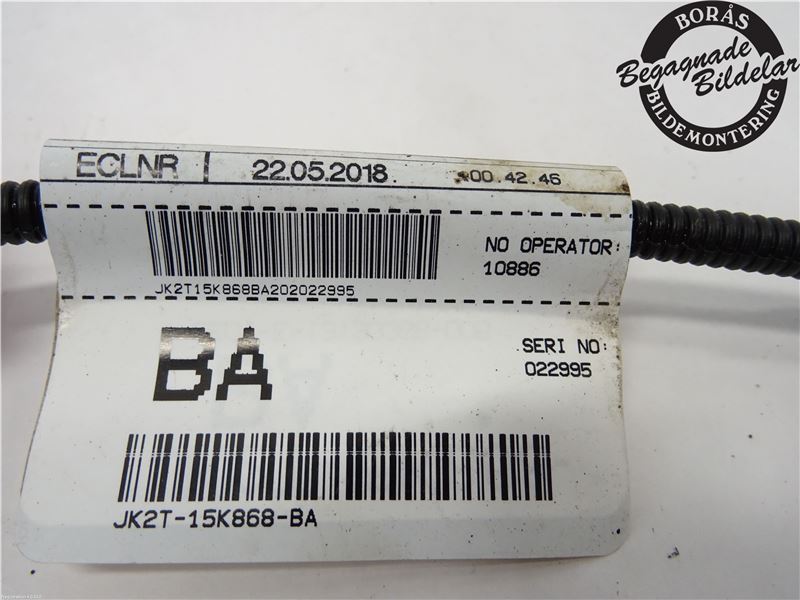 BORÅS
Begagnade
Bildelar
BILDEMONTERING
ECLNR | 22.05.2018. 00.42.46
NO OPERATOR:
10886
JK2T15K868BA202022995
BA
SERI NO:
022995
JK2T-15K868-BA